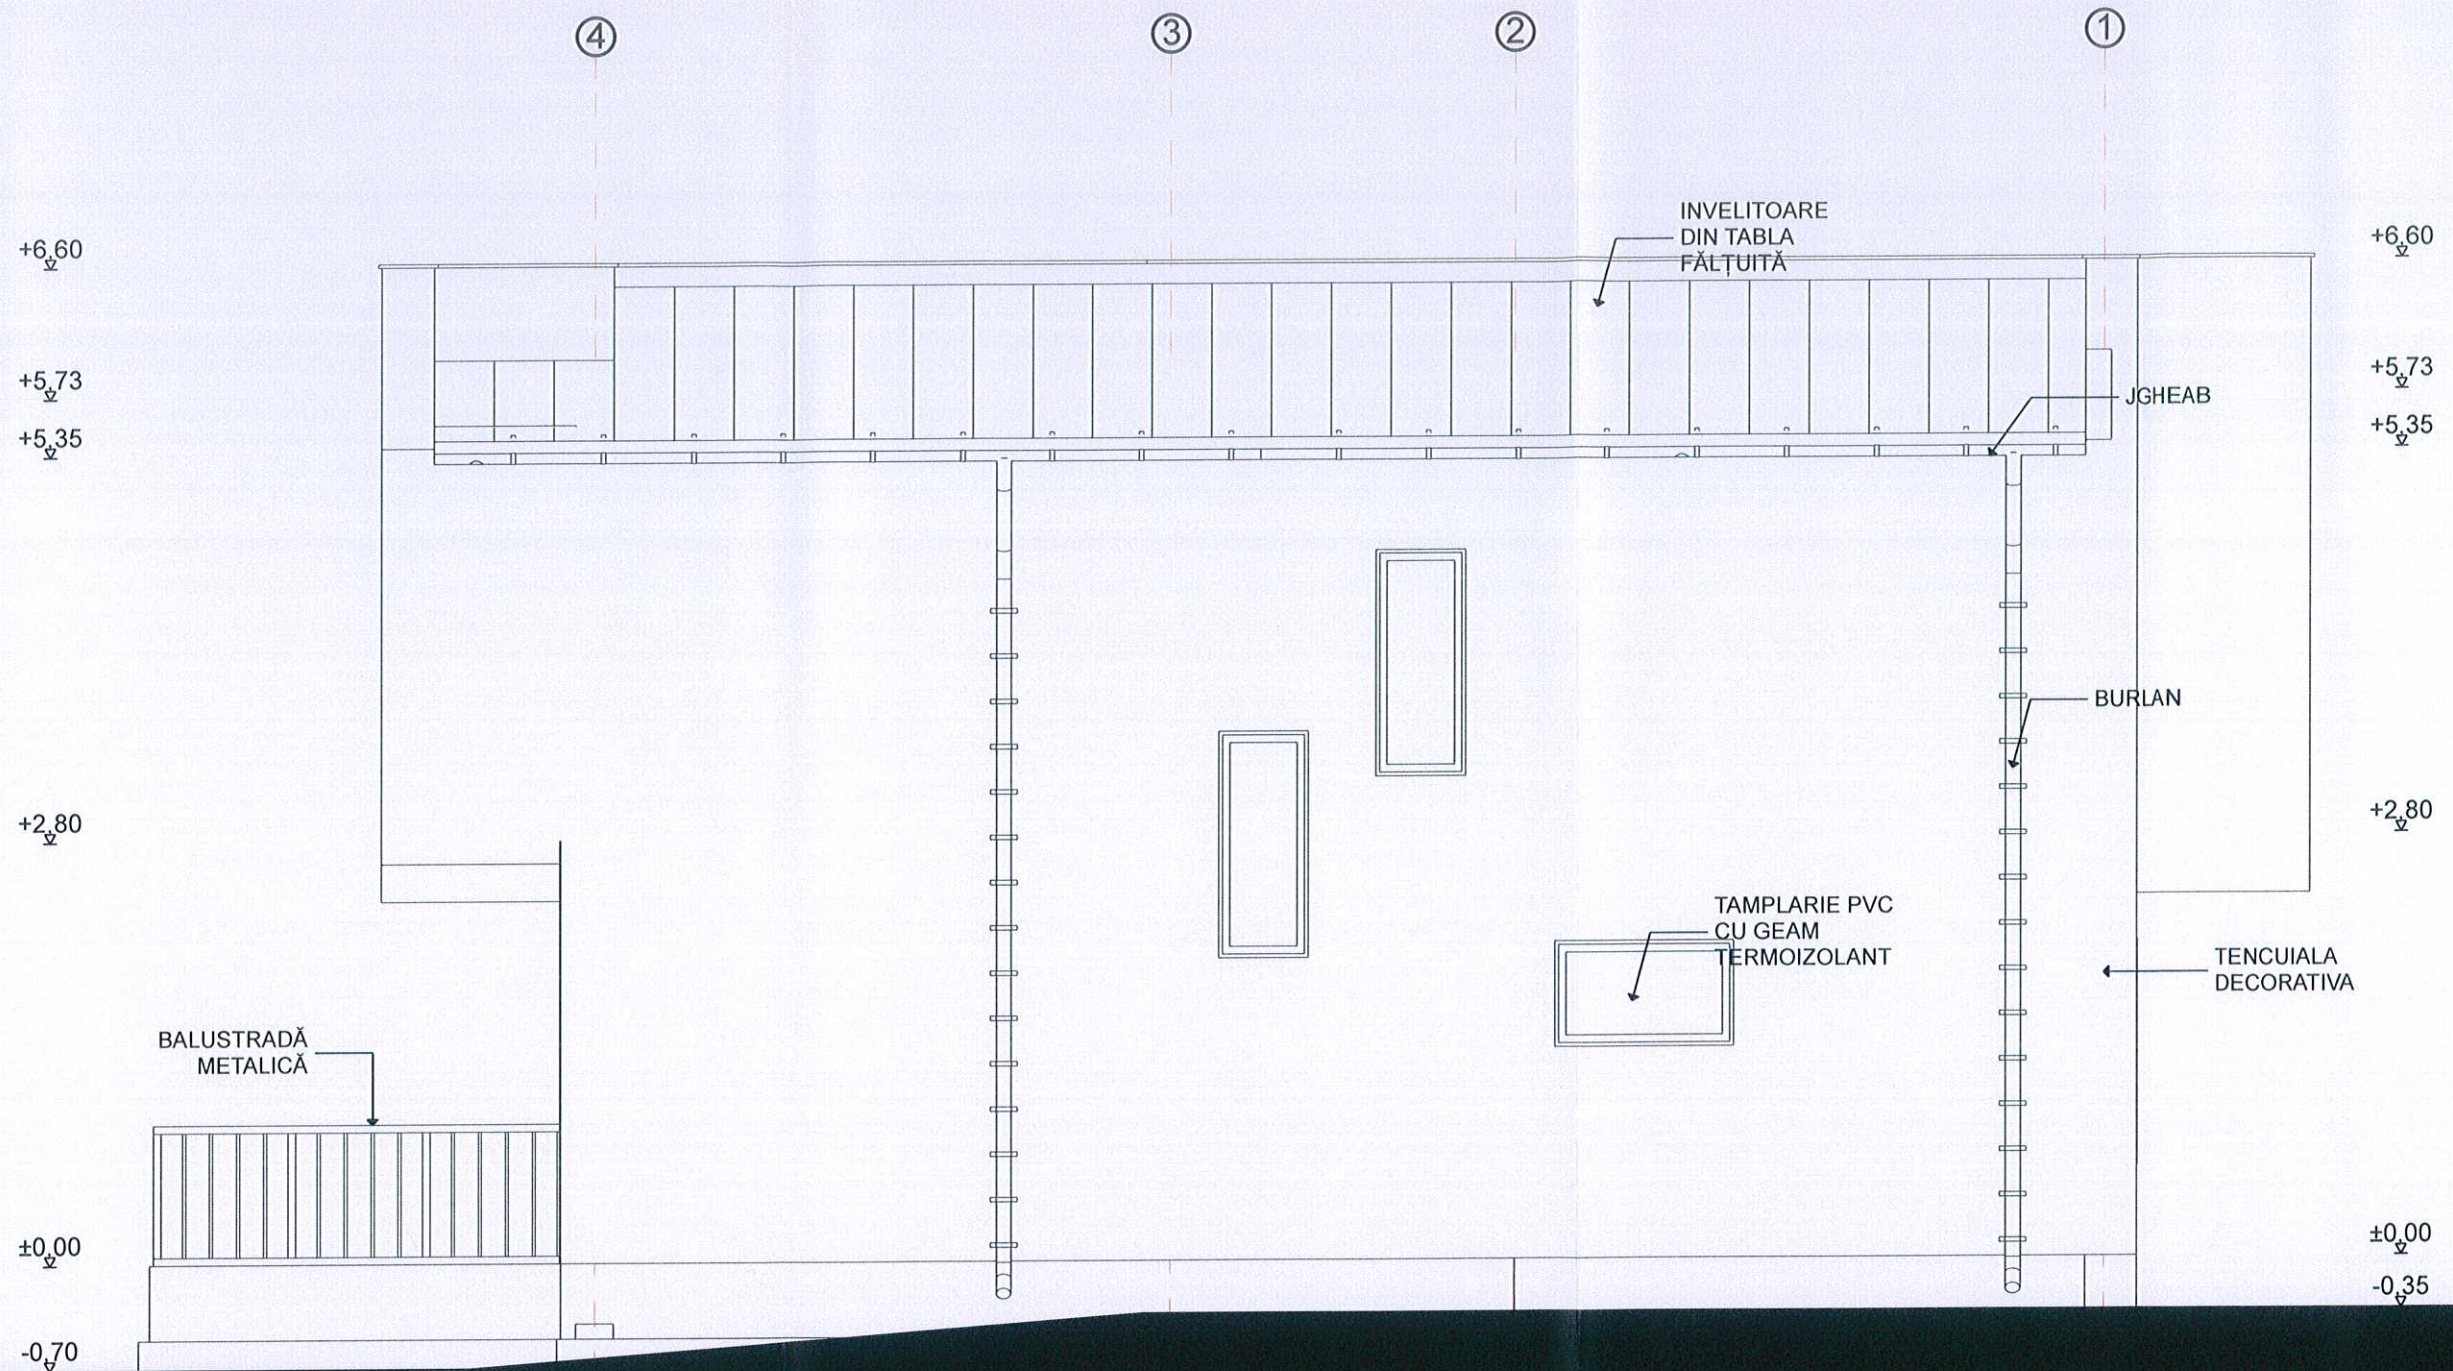 4
3
2
1
INVELITOARE
DIN TABLA
FĂLȚUITĂ
+6,60
+6,60
+5,73
+5,73
JGHEAB
+5,35
+5,35
BURLAN
+2,80
+2,80
TAMPLARIE PVC
CU GEAM
TERMOIZOLANT
TENCUIALA
DECORATIVA
BALUSTRADĂ
METALICĂ
±0,00
±0,00
-0,35
-0,70